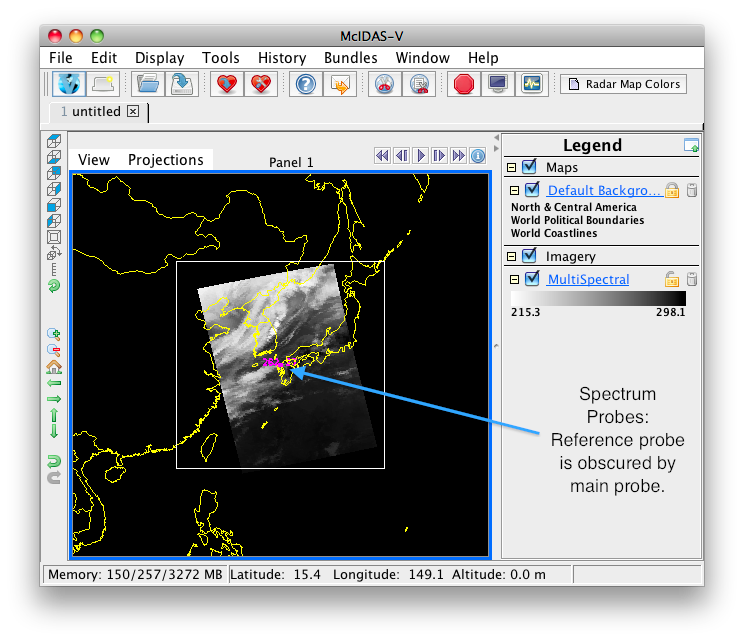 McIDAS-V
File Edit Display Tools History Bundles Window Help
Radar Map Colors
1 untitled
View Projections Panel 1
Legend
Maps
Default Backgro...
North & Central America
World Political Boundaries
World Coastlines
Imagery
MultiSpectral
215.3 298.1
Spectrum
Probes:
Reference probe
is obscured by
main probe.
Memory: 150/257/3272 MB Latitude: 15.4 Longitude: 149.1 Altitude: 0.0 m